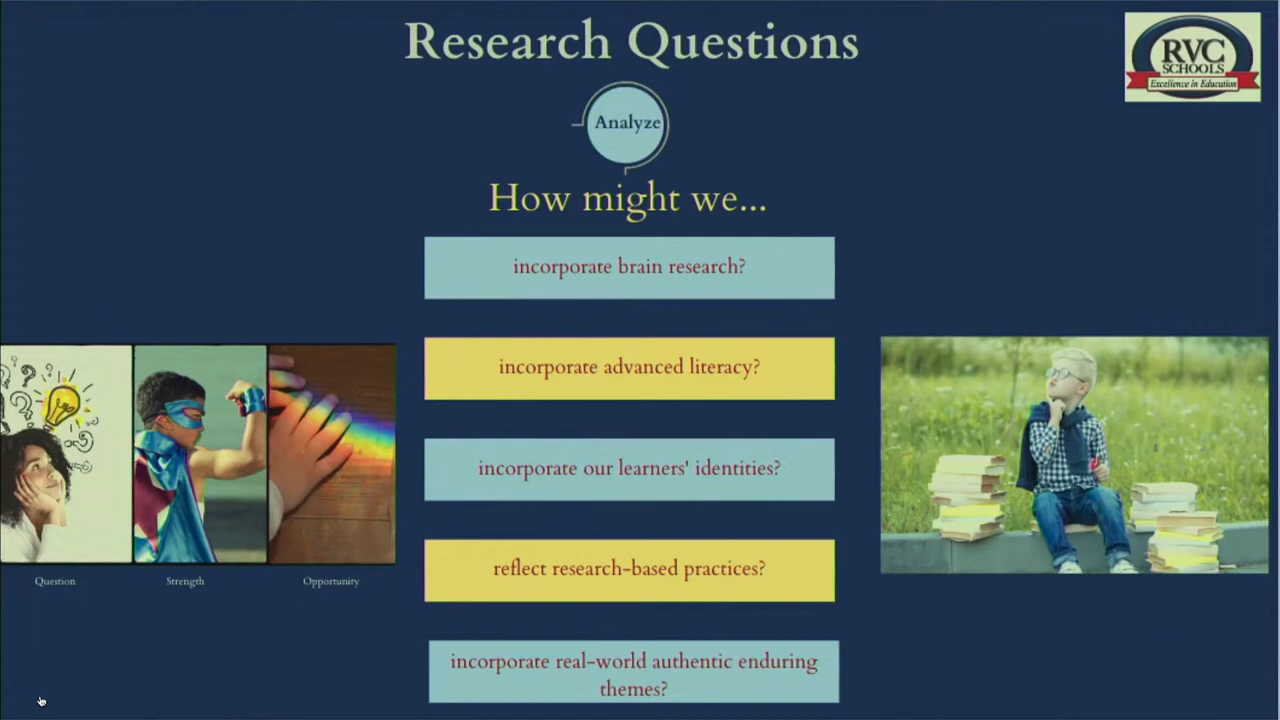 Research Questions
RVC
SCHOOLS
Excellence in Education
Analyze
How might we...
incorporate brain research?
incorporate advanced literacy?
incorporate our learners' identities?
reflect research-based practices?
incorporate real-world authentic enduring
themes?
Question
Strength
Opportunity